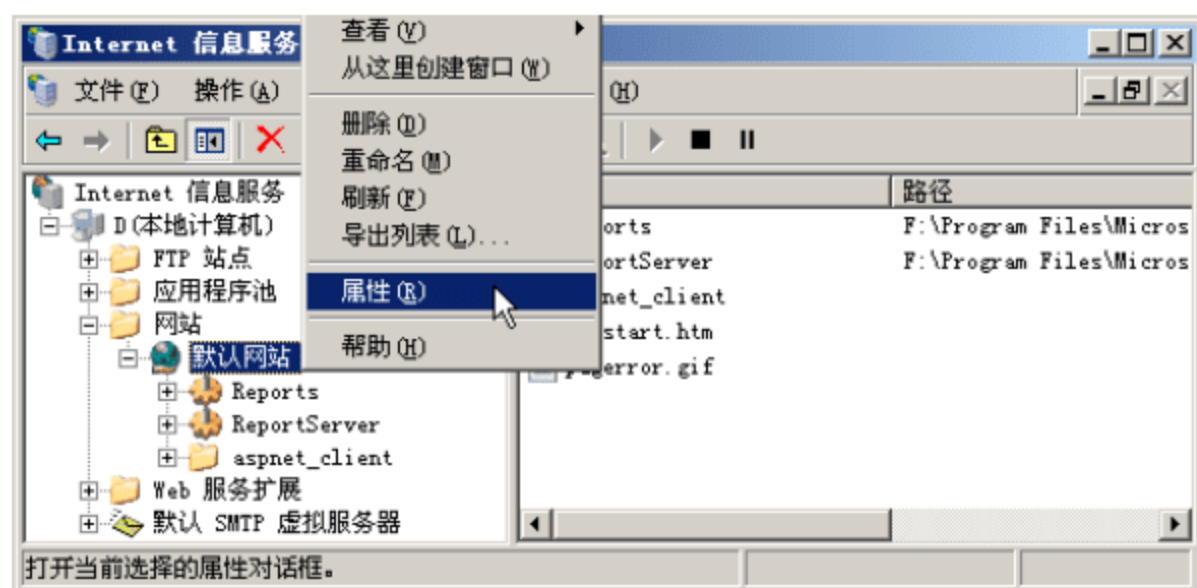 Internet 信息服务
文件(F) 操作(A)
(H)
查看(V)
从这里创建窗口(W)
删除(D)
重命名(M)
刷新(F)
导出列表(L)...
属性(R)
帮助(H)
Internet 信息服务
D(本地计算机)
FTP 站点
应用程序池
网站
默认网站
Reports
ReportServer
aspnet_client
Web 服务扩展
默认 SMTP 虚拟服务器
路径
orts F:\Program Files\Micros
ortServer F:\Program Files\Micros
net_client
start.htm
error.gif
打开当前选择的属性对话框。